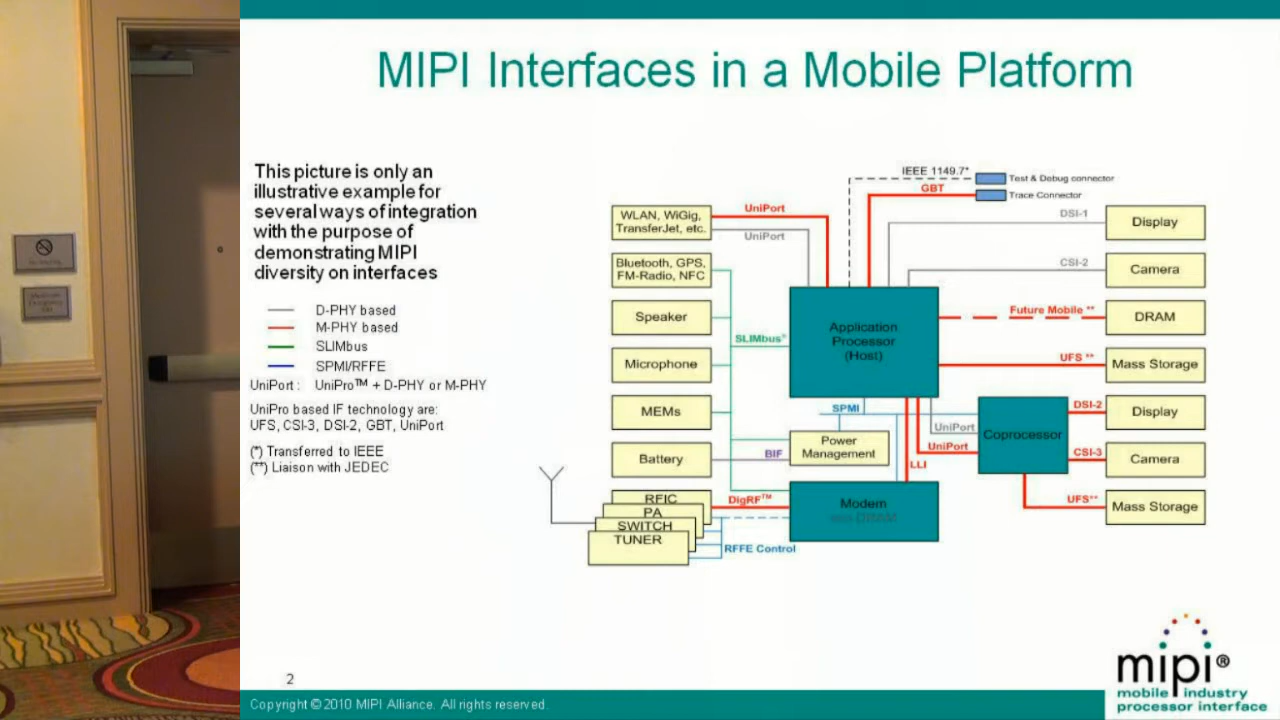 MIPI Interfaces in a Mobile Platform
This picture is only an
illustrative example for
several ways of integration
with the purpose of
demonstrating MIPI
diversity on interfaces
D-PHY based
M-PHY based
SLIMbus
SPMI/RFFE
UniPort : UniPro™ + D-PHY or M-PHY
UniPro based IF technology are:
UFS, CSI-3, DSI-2, GBT, UniPort
(*) Transferred to IEEE
(**) Liaison with JEDEC
IEEE 1149.7*
Test & Debug connector
GBT
Trace Connector
WLAN, WiGig,
TransferJet, etc.
UniPort
UniPort
DSI-1
Display
Bluetooth, GPS,
FM-Radio, NFC
CSI-2
Camera
Speaker
SLIMbus®
Application
Processor
(Host)
Future Mobile **
DRAM
Microphone
UFS **
Mass Storage
MEMs
SPMI
UniPort
UniPort
Coprocessor
DSI-2
Display
Battery
BIF
Power
Management
LLI
CSI-3
Camera
RFIC
PA
SWITCH
TUNER
DigRF™
RFFE Control
Modem
UFS**
Mass Storage
2
Copyright © 2010 MIPI Alliance. All rights reserved.
mipi®
mobile industry
processor interface